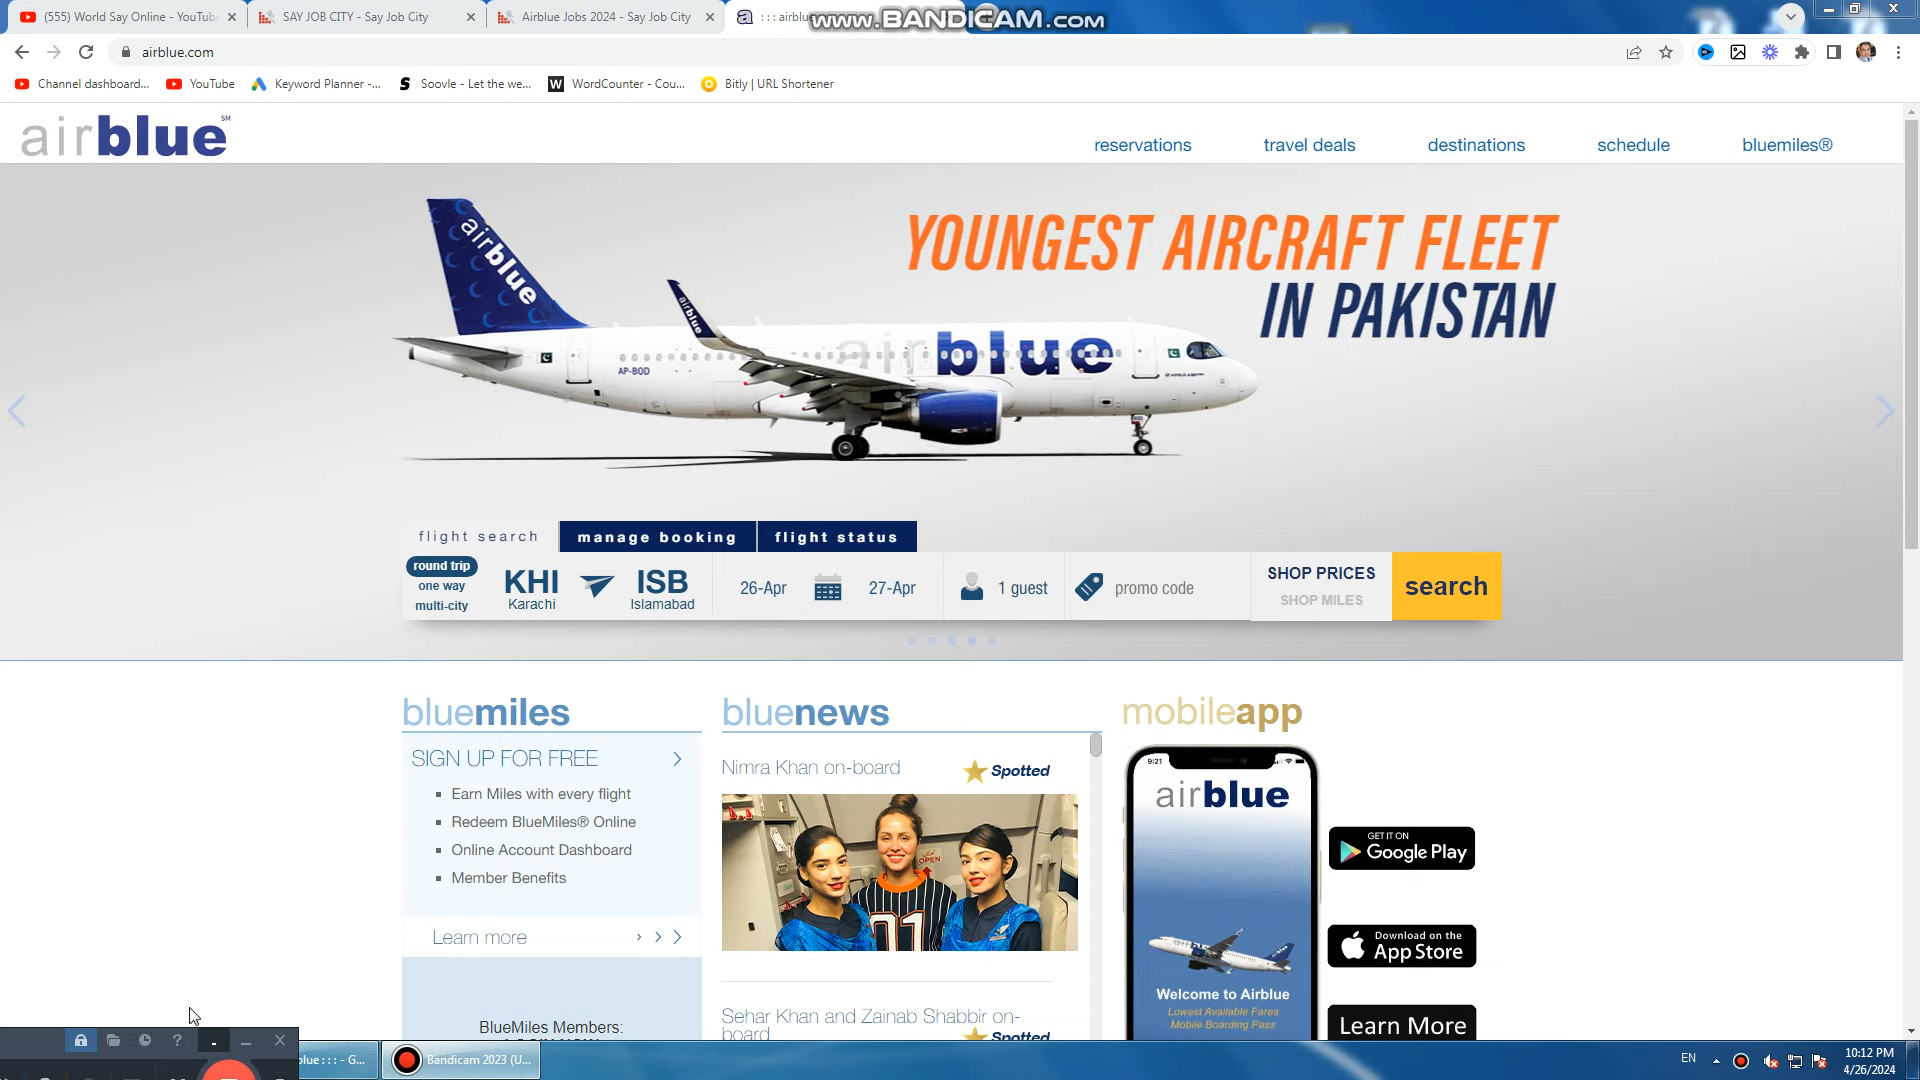 (555) World Say Online - YouTub
SAY JOB CITY - Say Job City
Airblue Jobs 2024 - Say Job City
::: airblue
www.BANDICAM.com
airblue.com
Channel dashboard...
YouTube
Keyword Planner -...
Soovle - Let the we...
WordCounter - Cou...
Bitly | URL Shortener
airblue℠
reservations
travel deals
destinations
schedule
bluemiles®
YOUNGEST AIRCRAFT FLEET
IN PAKISTAN
airblue
airblue
airblue
AP-BOD
flight search
manage booking
flight status
round trip
one way
multi-city
KHI
Karachi
ISB
Islamabad
26-Apr
27-Apr
1 guest
promo code
SHOP PRICES
SHOP MILES
search
bluemiles
SIGN UP FOR FREE
Earn Miles with every flight
Redeem BlueMiles® Online
Online Account Dashboard
Member Benefits
Learn more
BlueMiles Members:
bluenews
Nimra Khan on-board
Spotted
OPEN
01
Sehar Khan and Zainab Shabbir on-
board
Spotted
mobileapp
9:21
airblue
Welcome to Airblue
Lowest Available Fares
Mobile Boarding Pass
GET IT ON
Google Play
Download on the
App Store
Learn More
blue::: - G...
Bandicam 2023 (U...
EN
10:12 PM
4/26/2024